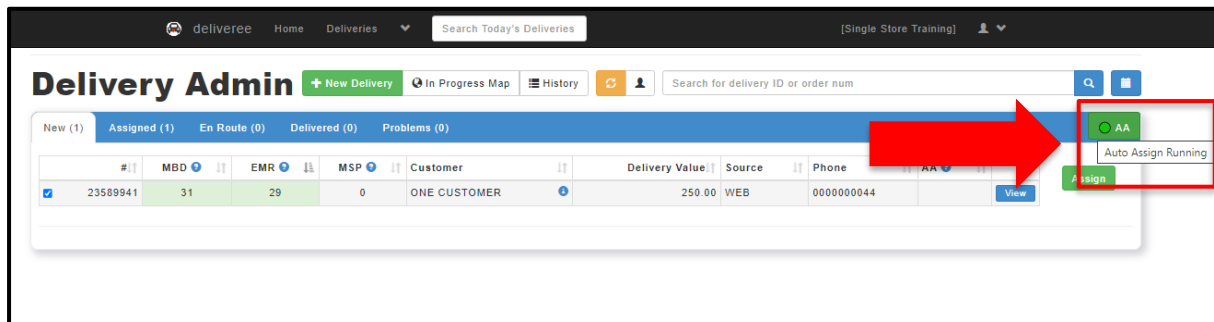 deliveree Home Deliveries Search Today's Deliveries [Single Store Training]
Delivery Admin + New Delivery In Progress Map History Search for delivery ID or order num
New (1) Assigned (1) En Route (0) Delivered (0) Problems (0) AA
Auto Assign Running
# MBD EMR MSP Customer Delivery Value Source Phone AA
Assign
23589941 31 29 0 ONE CUSTOMER 250.00 WEB 0000000044 View